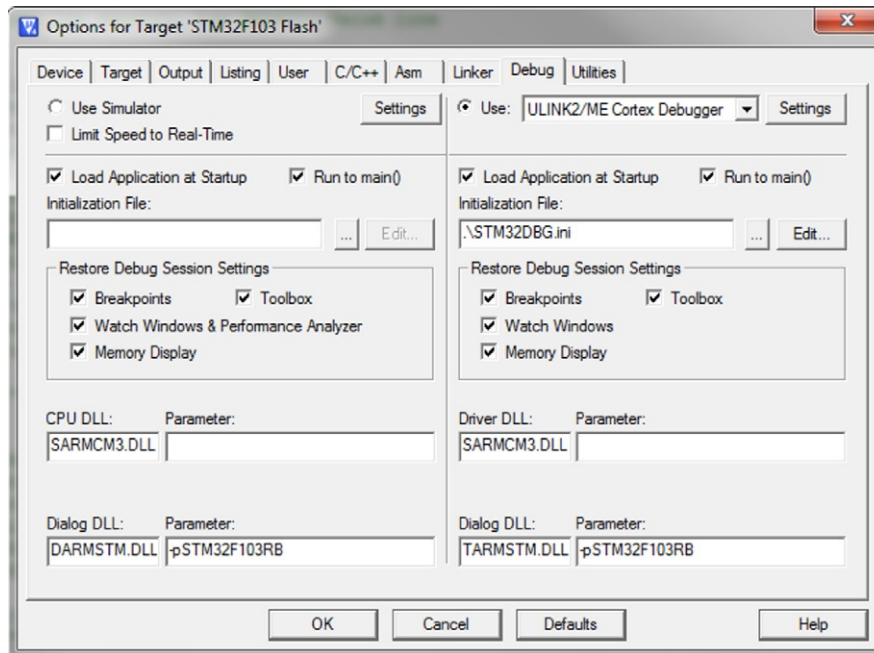 Options for Target 'STM32F103 Flash'
Device Target Output Listing User C/C++ Asm Linker Debug Utilities
Use Simulator Settings
Limit Speed to Real-Time
Use: ULINK2/ME Cortex Debugger Settings
Load Application at Startup Run to main()
Initialization File:
... Edit...
Restore Debug Session Settings
Breakpoints Toolbox
Watch Windows & Performance Analyzer
Memory Display
CPU DLL: Parameter:
SARMCM3.DLL
Dialog DLL: Parameter:
DARMSTM.DLL -pSTM32F103RB
Load Application at Startup Run to main()
Initialization File:
.\STM32DBG.ini ... Edit...
Restore Debug Session Settings
Breakpoints Toolbox
Watch Windows
Memory Display
Driver DLL: Parameter:
SARMCM3.DLL
Dialog DLL: Parameter:
TARMSTM.DLL -pSTM32F103RB
OK Cancel Defaults Help